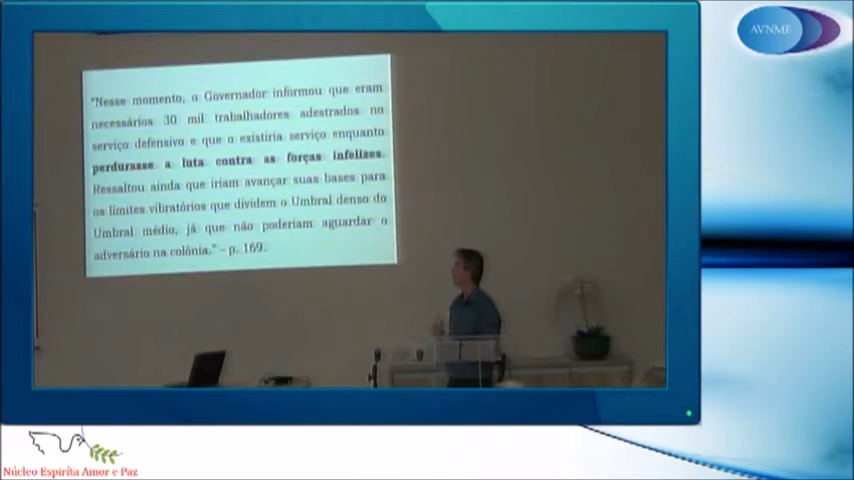 AVNMF
"Nesse momento, o Governador informou que eram
necessários 30 mil trabalhadores adestrados no
serviço defensivo e que o existiria serviço enquanto
perdurasse a luta contra as forças infelizes.
Ressaltou ainda que iriam avançar suas bases para
os limites vibratórios que dividem o Umbral denso do
Umbral médio, já que não poderiam aguardar o
adversário na colônia." – p. 169.
Núcleo Espírita Amor e Paz